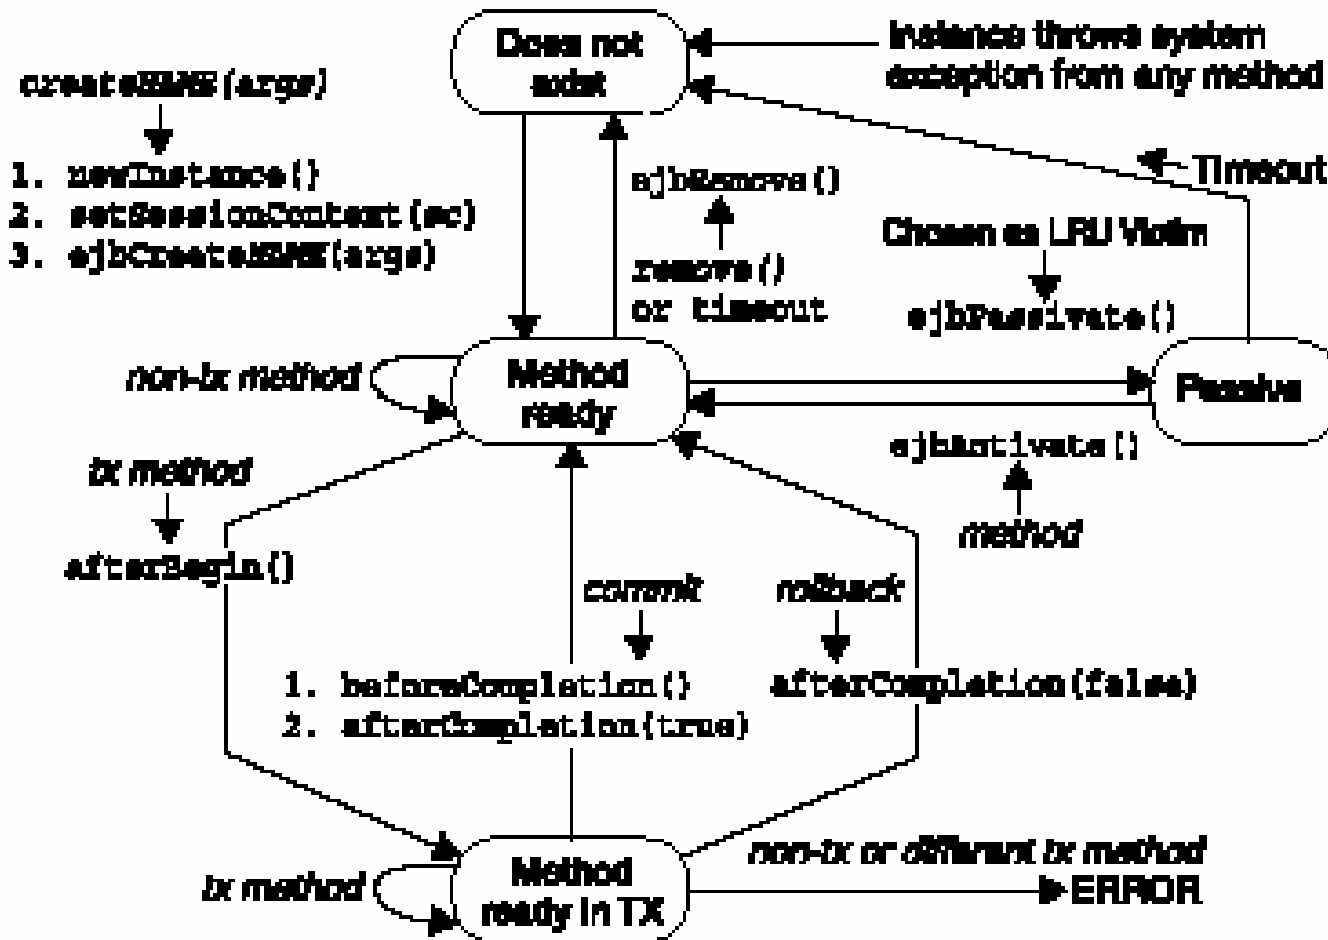 Does not
exist
Instance throws system
exception from any method
createNAME(args)
1. newInstance()
2. setSessionContext(sc)
3. ejbCreateNAME(args)
ejbRemove()
remove()
or timeout
Timeout
Chosen as LRU Victim
ejbPassivate()
non-tx method
Method
ready
Passive
ejbActivate()
method
tx method
afterBegin()
commit
rollback
1. beforeCompletion()
2. afterCompletion(true)
afterCompletion(false)
tx method
Method
ready in TX
non-tx or different tx method
ERROR